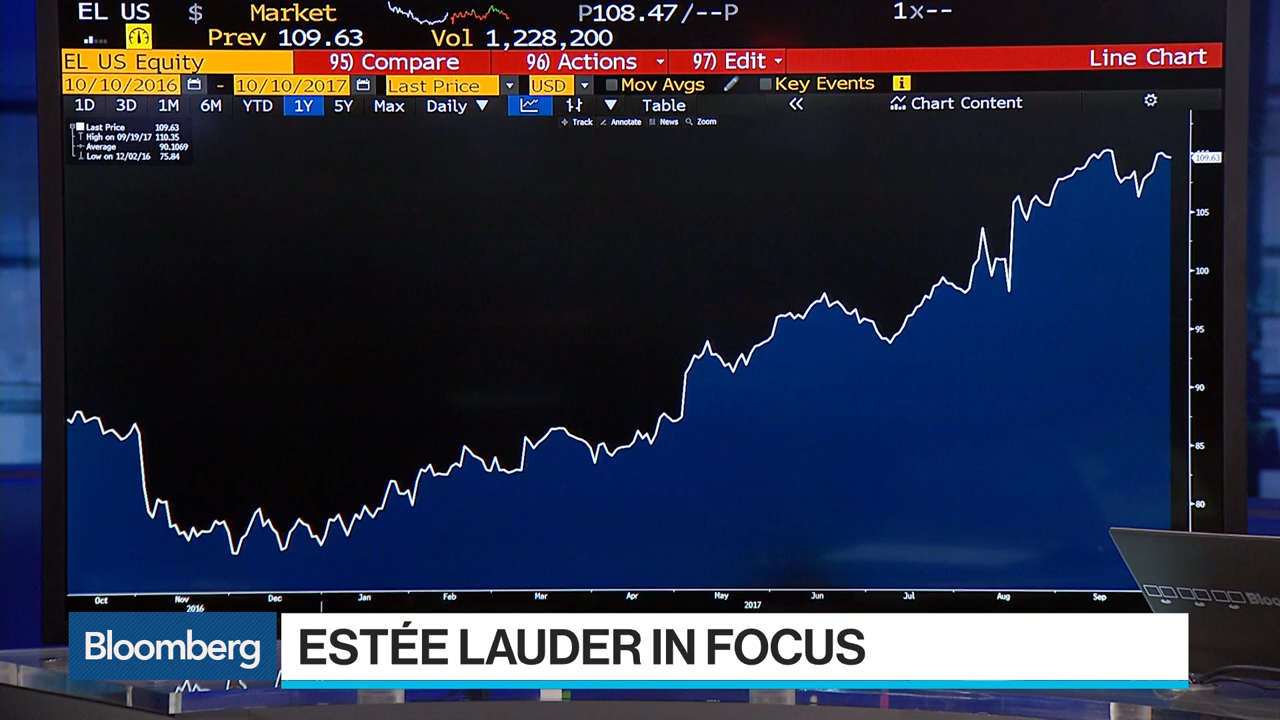 EL US $ Market P108.47/--P 1x--
Prev 109.63 Vol 1,228,200
EL US Equity 95) Compare 96) Actions 97) Edit Line Chart
10/10/2016 - 10/10/2017 Last Price USD Mov Avgs Key Events i
1D 3D 1M 6M YTD 1Y 5Y Max Daily Table « Chart Content
Track Annotate News Zoom
Last Price 109.63
High on 09/19/17 110.35
Average 90.1069
Low on 12/02/16 75.84
109.63
105
100
95
90
85
80
Oct Nov Dec Jan Feb Mar Apr May Jun Jul Aug Sep
2016 2017
Bloomberg
ESTÉE LAUDER IN FOCUS